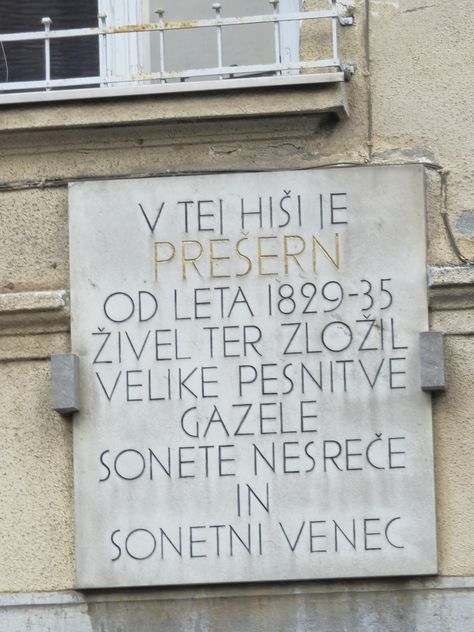 V TEJ HIŠI JE
PREŠERN
OD LETA 1829-35
ŽIVEL TER ZLOŽIL
VELIKE PESNITVE
GAZELE
SONETE NESREČE
IN
SONETNI VENEC